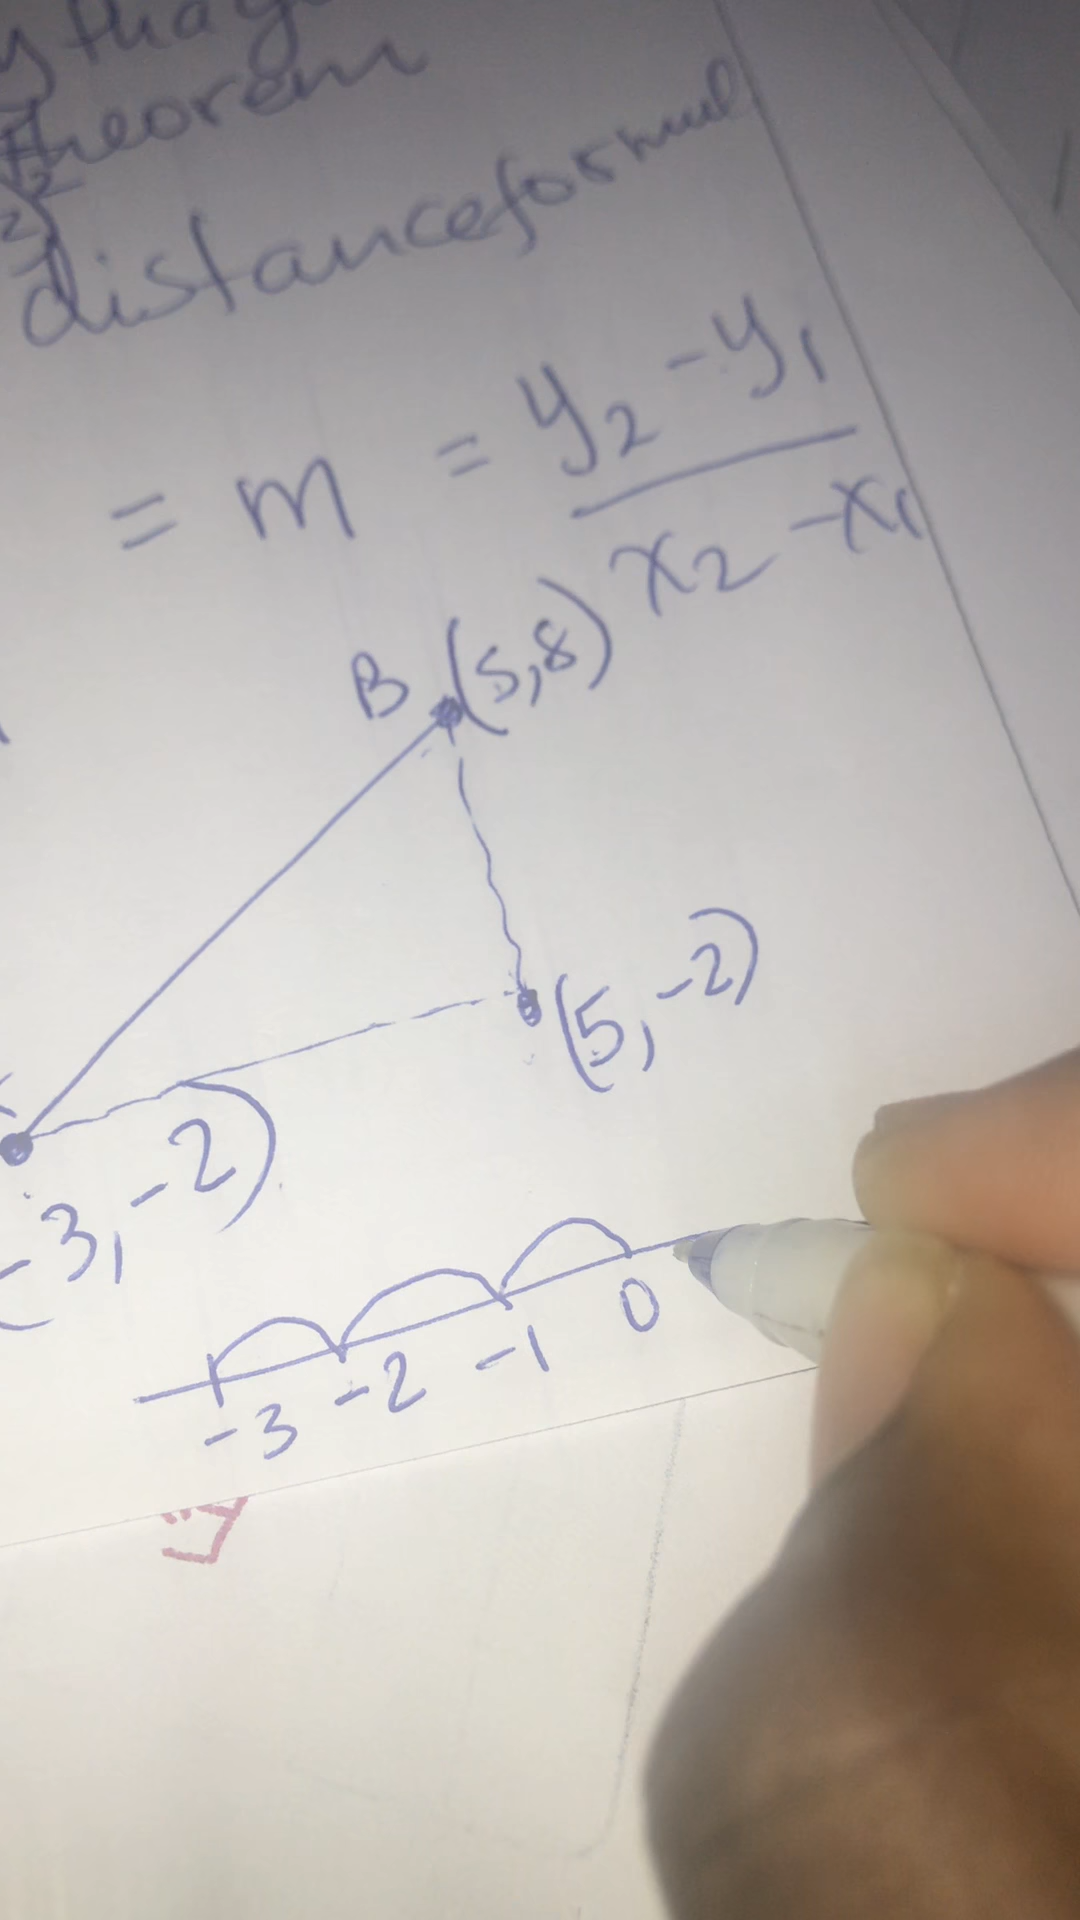 theorem
distanceformul
= m = y₂ - y₁
x₂ - x₁
B (5,8)
(5,-2)
-3,-2)
-3 -2 -1 0